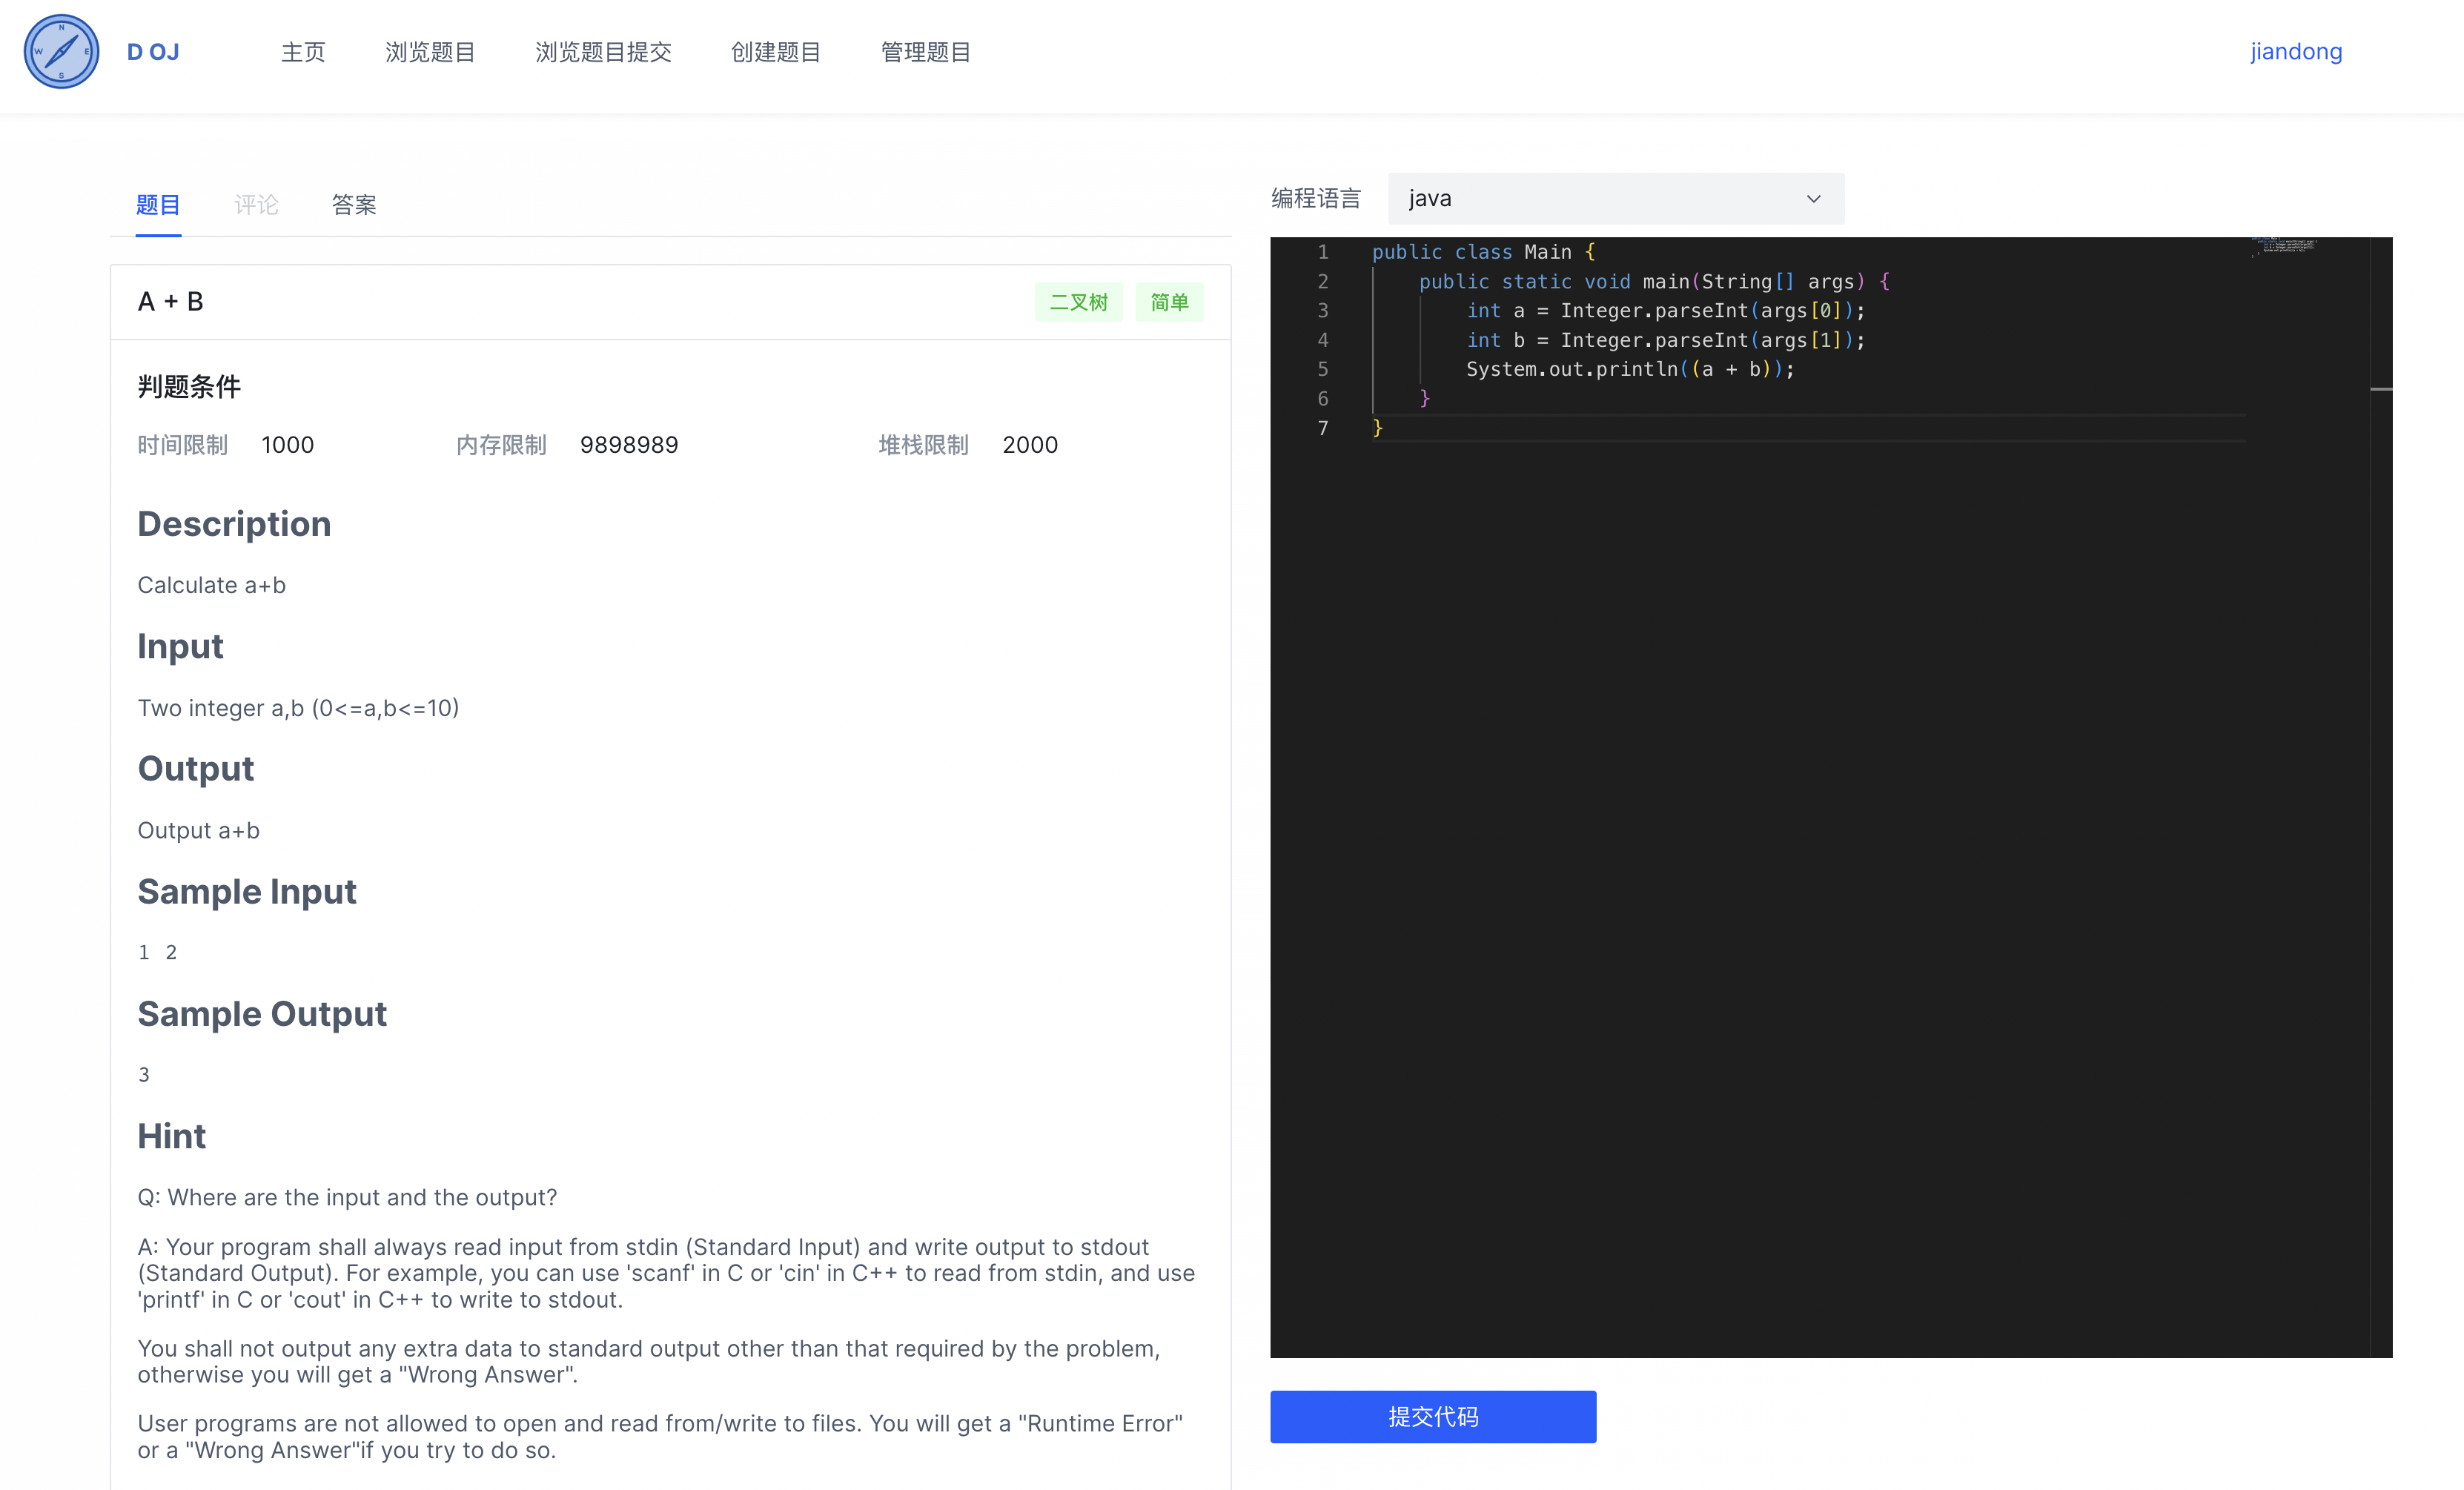 N
W E
S
D OJ
主页 浏览题目 浏览题目提交 创建题目 管理题目
jiandong
题目 评论 答案
A + B
二叉树 简单
判题条件
时间限制 1000 内存限制 9898989 堆栈限制 2000
Description
Calculate a+b
Input
Two integer a,b (0<=a,b<=10)
Output
Output a+b
Sample Input
1 2
Sample Output
3
Hint
Q: Where are the input and the output?
A: Your program shall always read input from stdin (Standard Input) and write output to stdout
(Standard Output). For example, you can use 'scanf' in C or 'cin' in C++ to read from stdin, and use
'printf' in C or 'cout' in C++ to write to stdout.
You shall not output any extra data to standard output other than that required by the problem,
otherwise you will get a "Wrong Answer".
User programs are not allowed to open and read from/write to files. You will get a "Runtime Error"
or a "Wrong Answer"if you try to do so.
编程语言 java
1 public class Main {
2 public static void main(String[] args) {
3 int a = Integer.parseInt(args[0]);
4 int b = Integer.parseInt(args[1]);
5 System.out.println((a + b));
6 }
7 }
提交代码